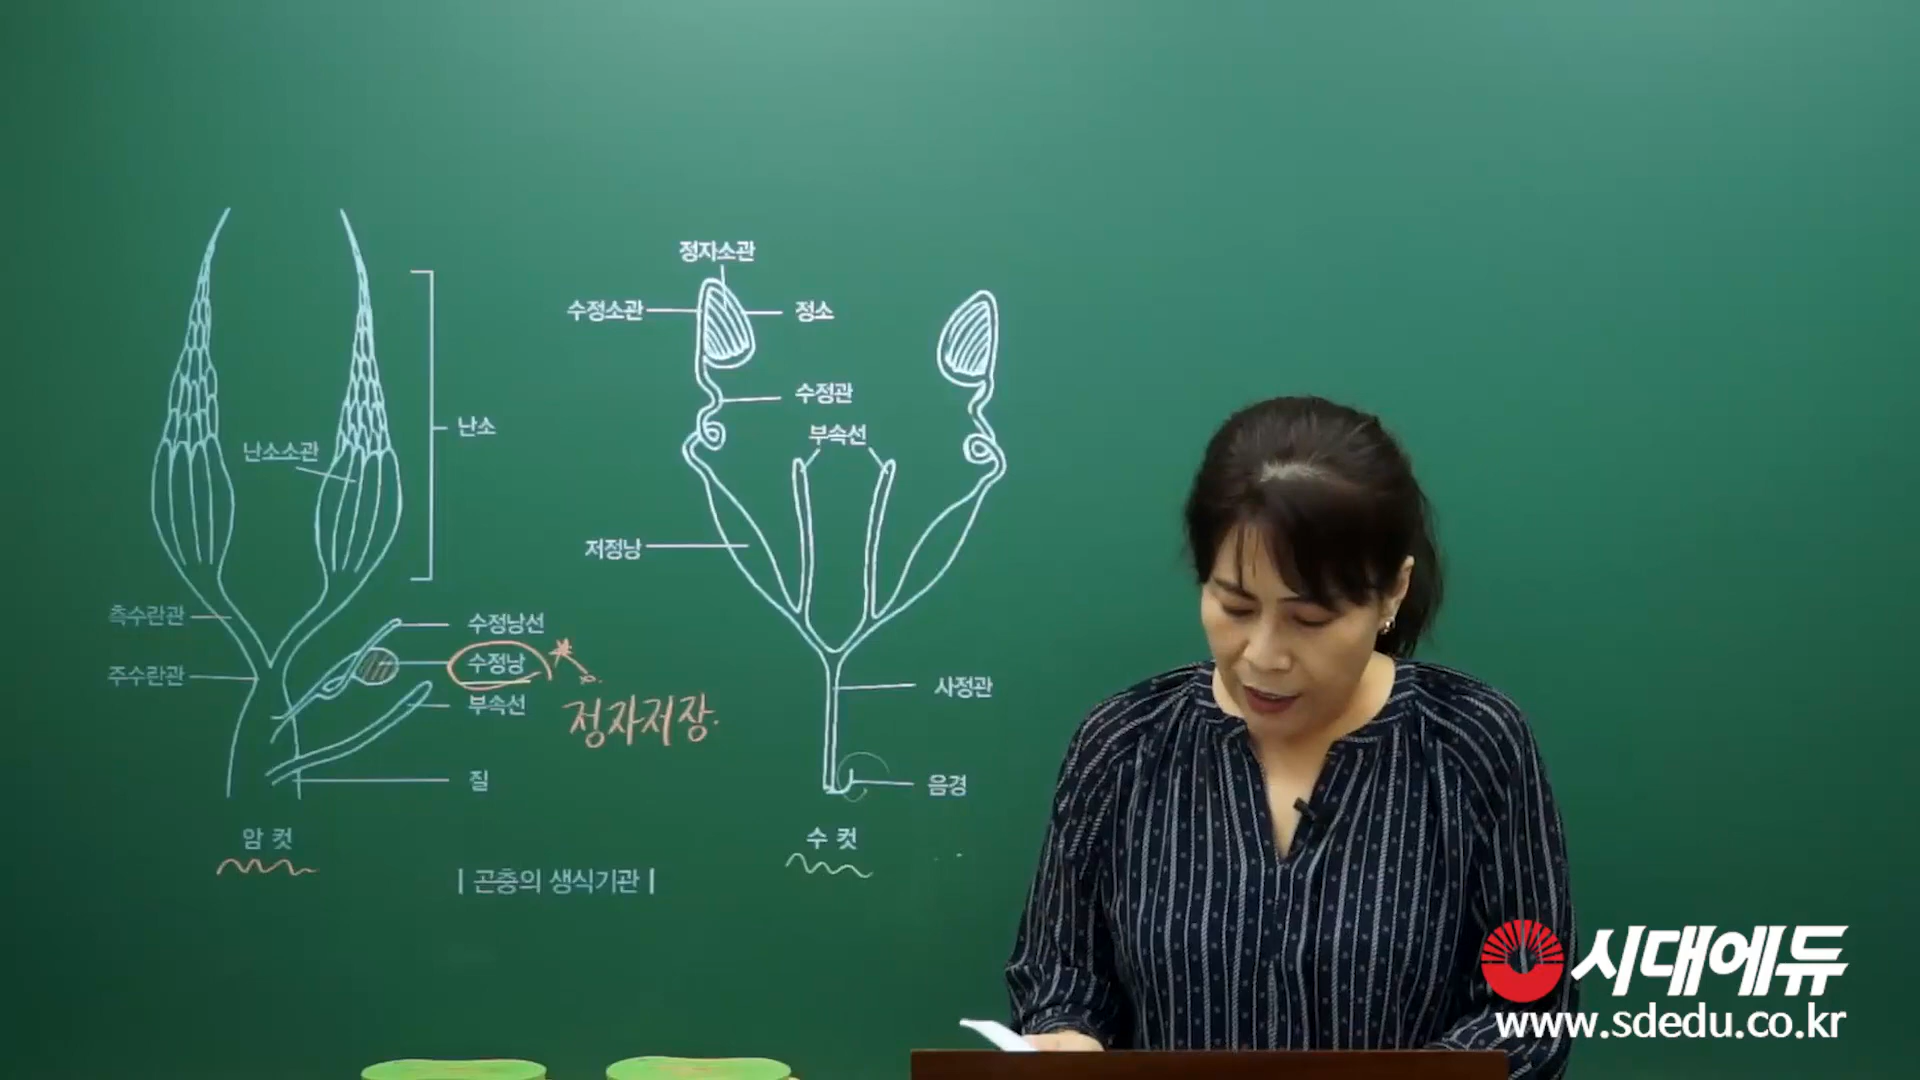 정자소관
수정소관
정소
수정관
부속선
난소
난소소관
저정낭
측수란관
수정낭선
수정낭
주수란관
부속선
정자저장.
사정관
질
음경
암 컷
수 컷
| 곤충의 생식기관 |
시대에듀
www.sdedu.co.kr